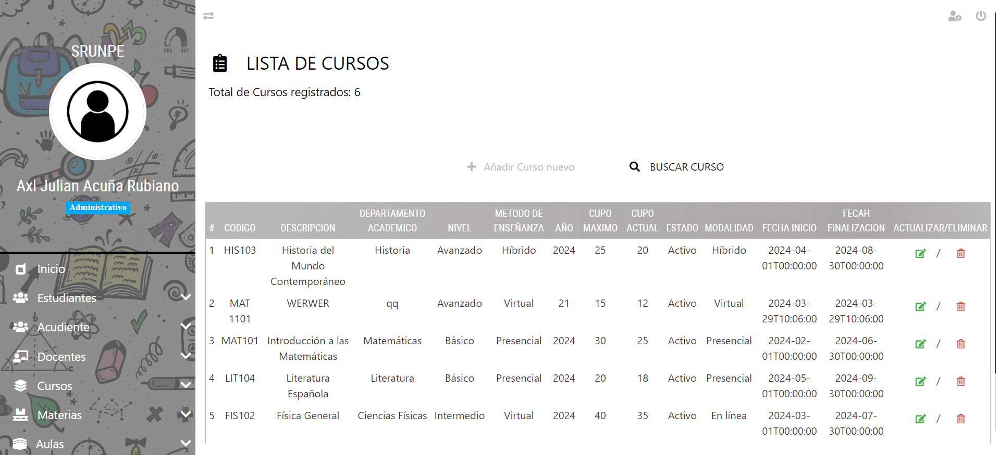 SRUNPE
Axl Julian Acuña Rubiano
Administrativo
Inicio
Estudiantes
Acudiente
Docentes
Cursos
Materias
Aulas
LISTA DE CURSOS
Total de Cursos registrados: 6
Añadir Curso nuevo BUSCAR CURSO
# CODIGO DESCRIPCION DEPARTAMENTO ACADEMICO NIVEL METODO DE ENSEÑANZA AÑO CUPO MAXIMO CUPO ACTUAL ESTADO MODALIDAD FECHA INICIO FECAH FINALIZACION ACTUALIZAR/ELIMINAR
1 HIS103 Historia del Mundo Contemporáneo Historia Avanzado Híbrido 2024 25 20 Activo Híbrido 2024-04-01T00:00:00 2024-08-30T00:00:00 /
2 MAT 1101 WERWER qq Avanzado Virtual 21 15 12 Activo Virtual 2024-03-29T10:06:00 2024-03-29T10:06:00 /
3 MAT101 Introducción a las Matemáticas Matemáticas Básico Presencial 2024 30 25 Activo Presencial 2024-02-01T00:00:00 2024-06-30T00:00:00 /
4 LIT104 Literatura Española Literatura Básico Presencial 2024 20 18 Activo Presencial 2024-05-01T00:00:00 2024-09-30T00:00:00 /
5 FIS102 Física General Ciencias Físicas Intermedio Virtual 2024 40 35 Activo En línea 2024-03-01T00:00:00 2024-07-30T00:00:00 /